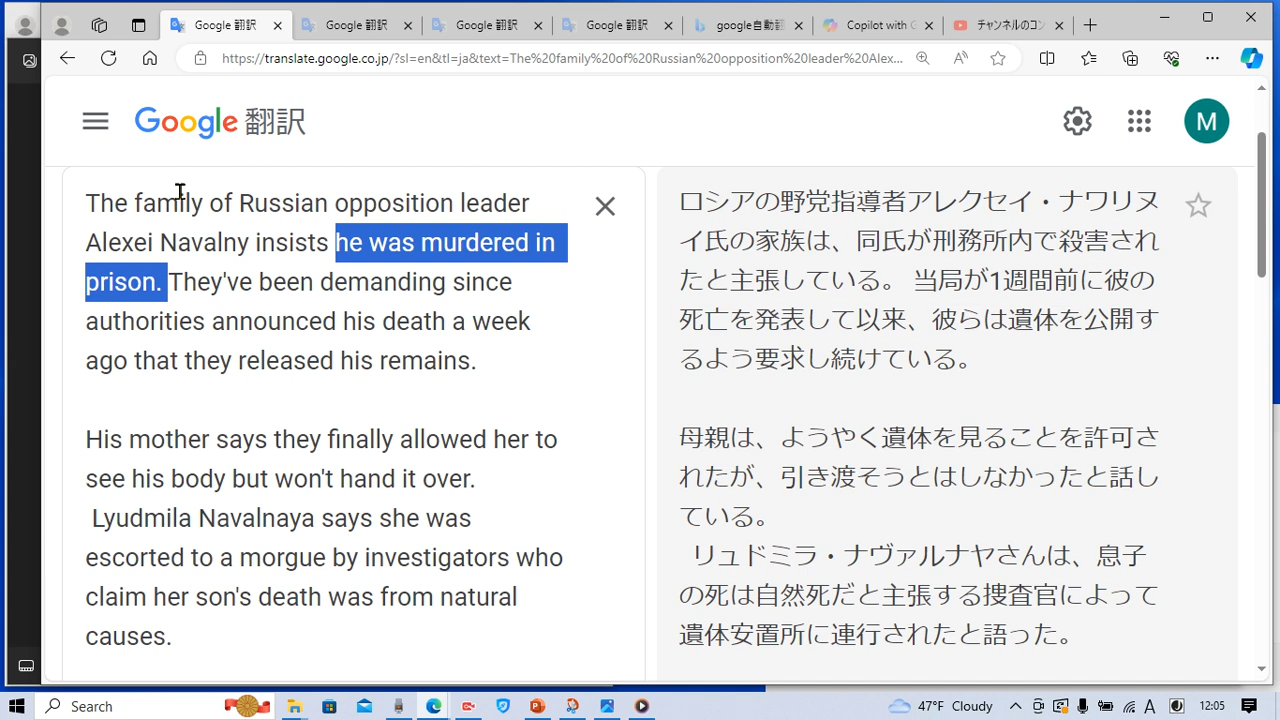 Google 翻訳
Google 翻訳
Google 翻訳
Google 翻訳
google自動翻
Copilot with G
チャンネルのコン
https://translate.google.co.jp/?sl=en&tl=ja&text=The%20family%20of%20Russian%20opposition%20leader%20Alex...
Google 翻訳
M
The family of Russian opposition leader
Alexei Navalny insists he was murdered in
prison. They've been demanding since
authorities announced his death a week
ago that they released his remains.
His mother says they finally allowed her to
see his body but won't hand it over.
Lyudmila Navalnaya says she was
escorted to a morgue by investigators who
claim her son's death was from natural
causes.
ロシアの野党指導者アレクセイ・ナワリヌ
イ氏の家族は、同氏が刑務所内で殺害され
たと主張している。 当局が1週間前に彼の
死亡を発表して以来、彼らは遺体を公開す
るよう要求し続けている。
母親は、ようやく遺体を見ることを許可さ
れたが、引き渡そうとはしなかったと話し
ている。
リュドミラ・ナヴァルナヤさんは、息子
の死は自然死だと主張する捜査官によって
遺体安置所に連行されたと語った。
Search
47°F Cloudy
A
12:05